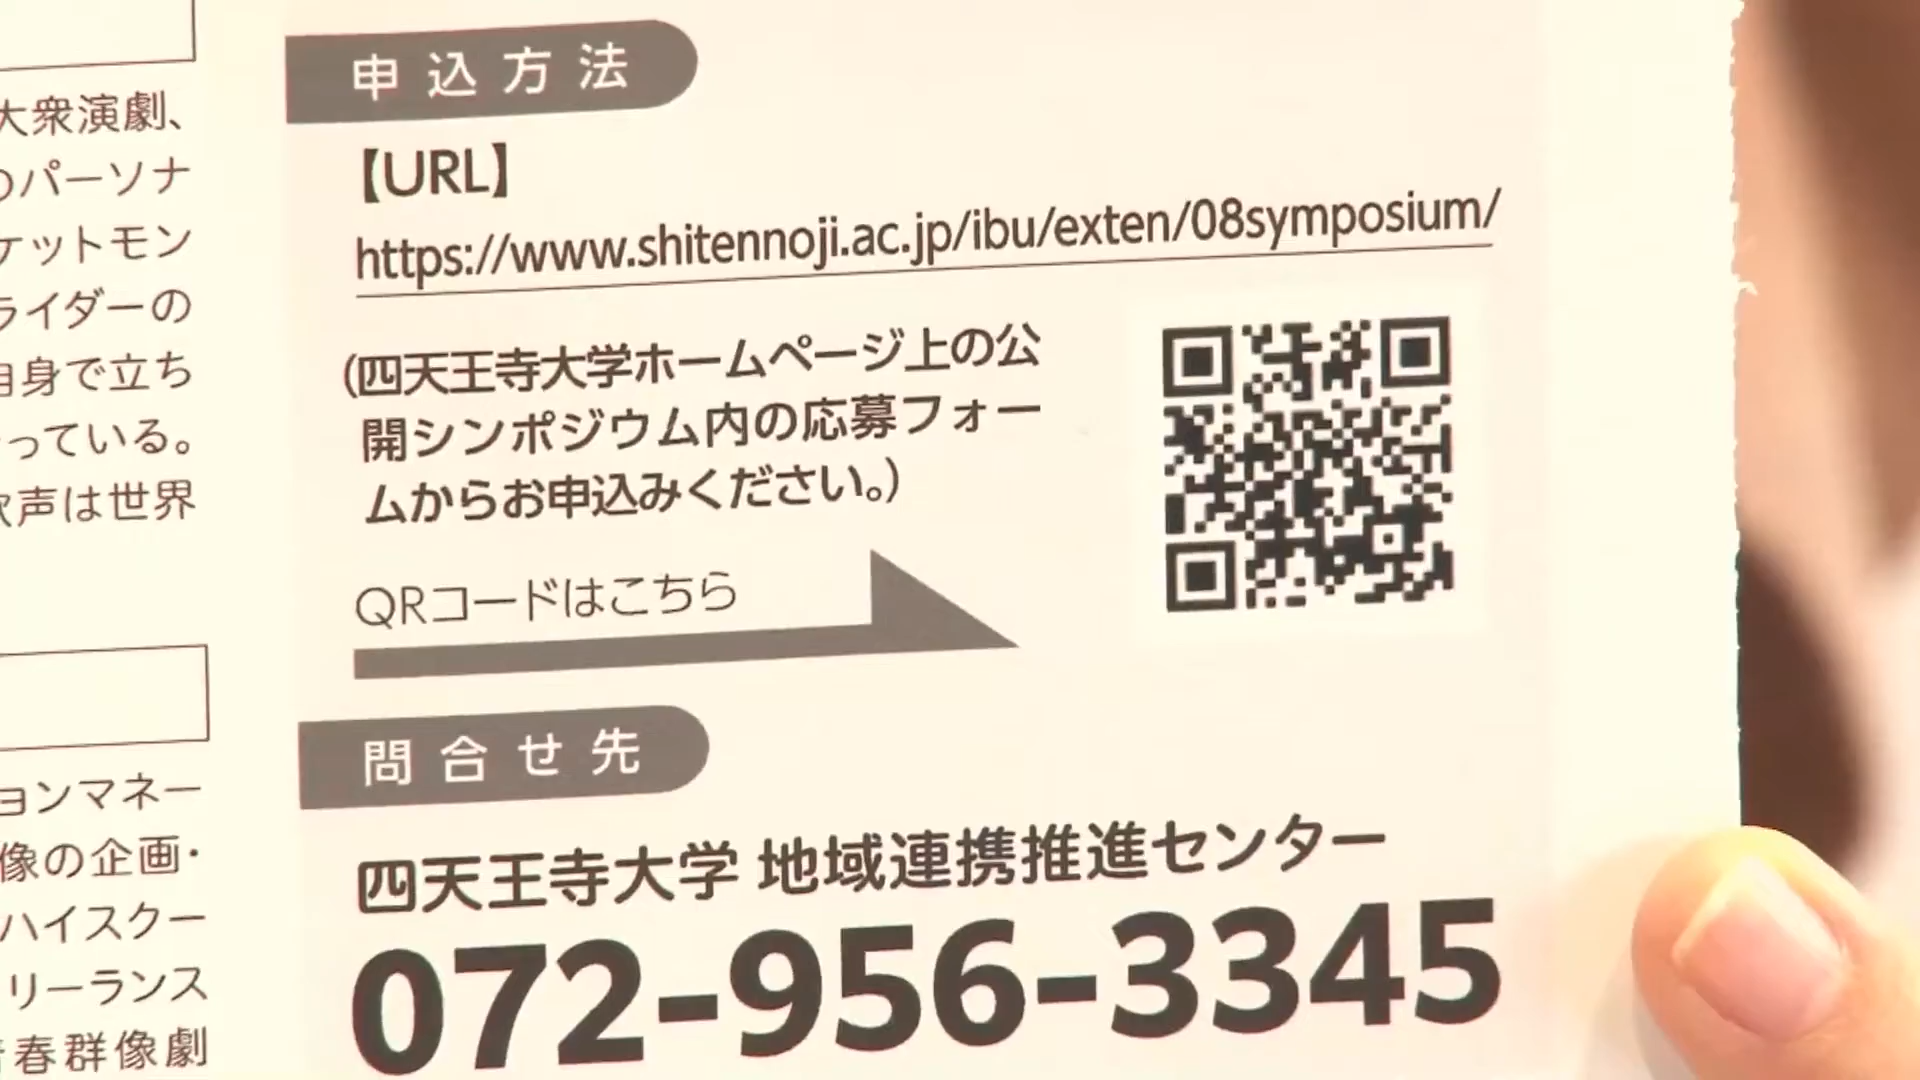 大衆演劇、
のパーソナ
ケットモン
ライダーの
自身で立ち
っている。
歌声は世界
ョンマネー
像の企画・
ハイスクー
リーランス
春群像劇
申込方法
【URL】
https://www.shitennoji.ac.jp/ibu/exten/08symposium/
(四天王寺大学ホームページ上の公
開シンポジウム内の応募フォー
ムからお申込みください。)
QRコードはこちら
問合せ先
四天王寺大学 地域連携推進センター
072-956-3345